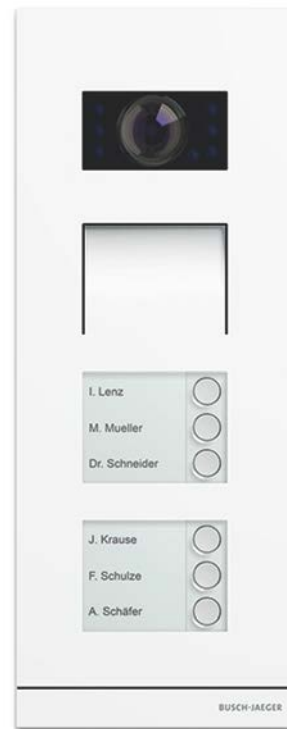 I. Lenz
M. Mueller
Dr. Schneider
J. Krause
F. Schulze
A. Schäfer
BUSCH-JAEGER